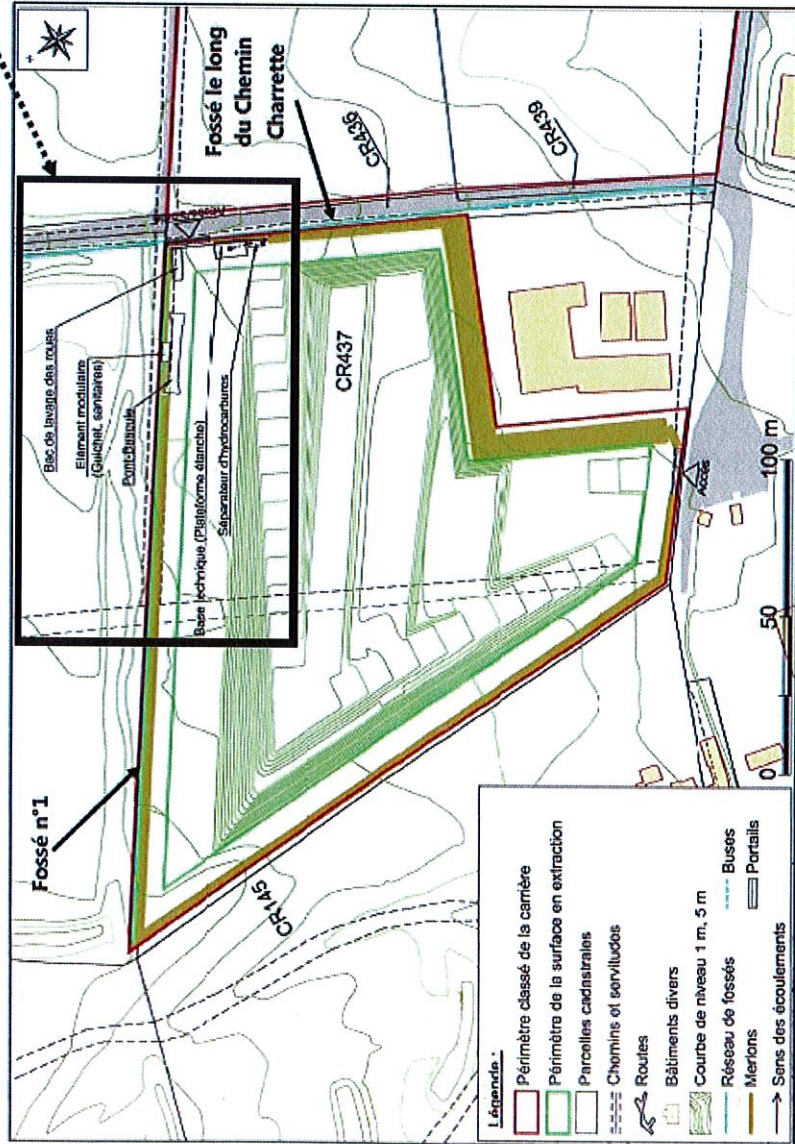 Fossé n°1
Fossé le long
du Chemin
Charrette
CR436
CR439
Bac de lavage des roues
Elément modulaire
(Guichet, sanitaires)
Pont-bascule
Base technique (Plateforme étanche)
Séparateur d'hydrocarbures
CR437
CR145
Accès
Accès
0 50 100 m
Légende :
Périmètre classé de la carrière
Périmètre de la surface en extraction
Parcelles cadastrales
Chemins et servitudes
Routes
Bâtiments divers
Courbe de niveau 1 m, 5 m
Réseau de fossés
Buses
Merlons
Portails
Sens des écoulements